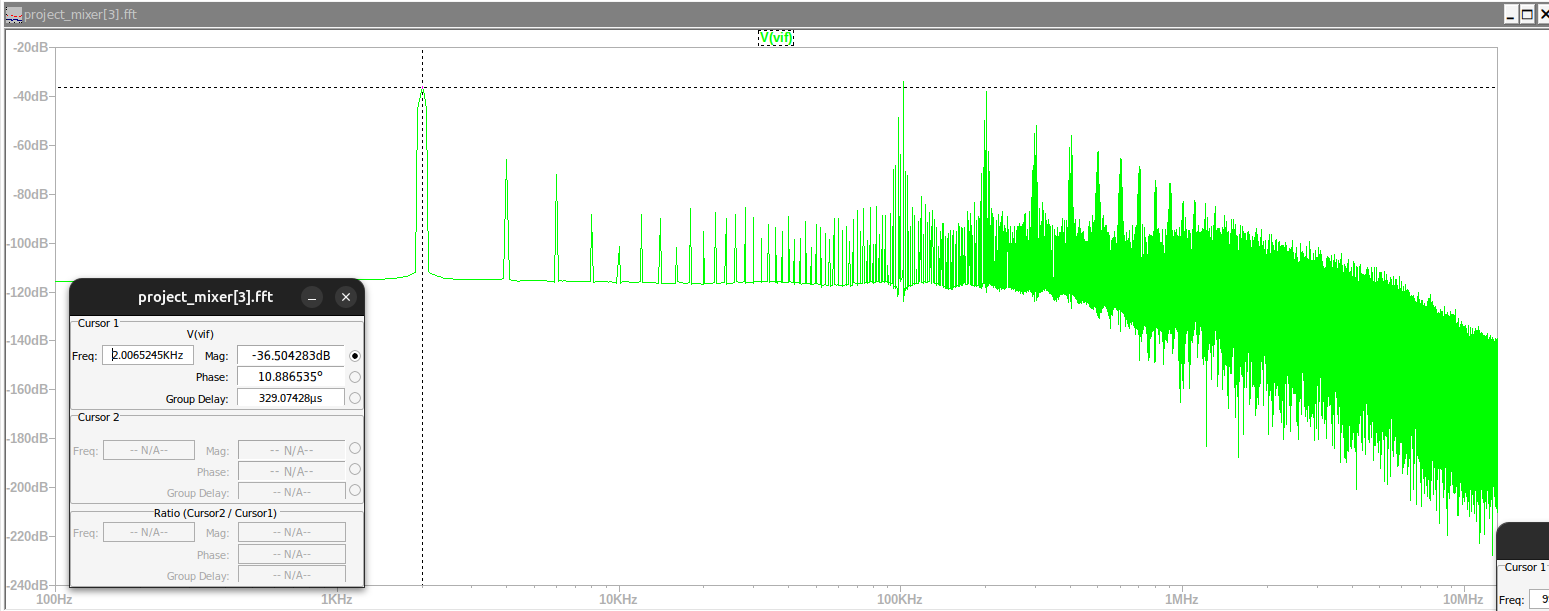 project_mixer[3].fft
V(vif)
-20dB
-40dB
-60dB
-80dB
-100dB
-120dB
-140dB
-160dB
-180dB
-200dB
-220dB
-240dB
100Hz 1KHz 10KHz 100KHz 1MHz 10MHz
project_mixer[3].fft
Cursor 1
V(vif)
Freq: 2.0065245KHz Mag: -36.504283dB
Phase: 10.886535°
Group Delay: 329.07428µs
Cursor 2
Freq: -- N/A-- Mag: -- N/A--
Phase: -- N/A--
Group Delay: -- N/A--
Ratio (Cursor2 / Cursor1)
Freq: -- N/A-- Mag: -- N/A--
Phase: -- N/A--
Group Delay: -- N/A--
Cursor 1
Freq: 9